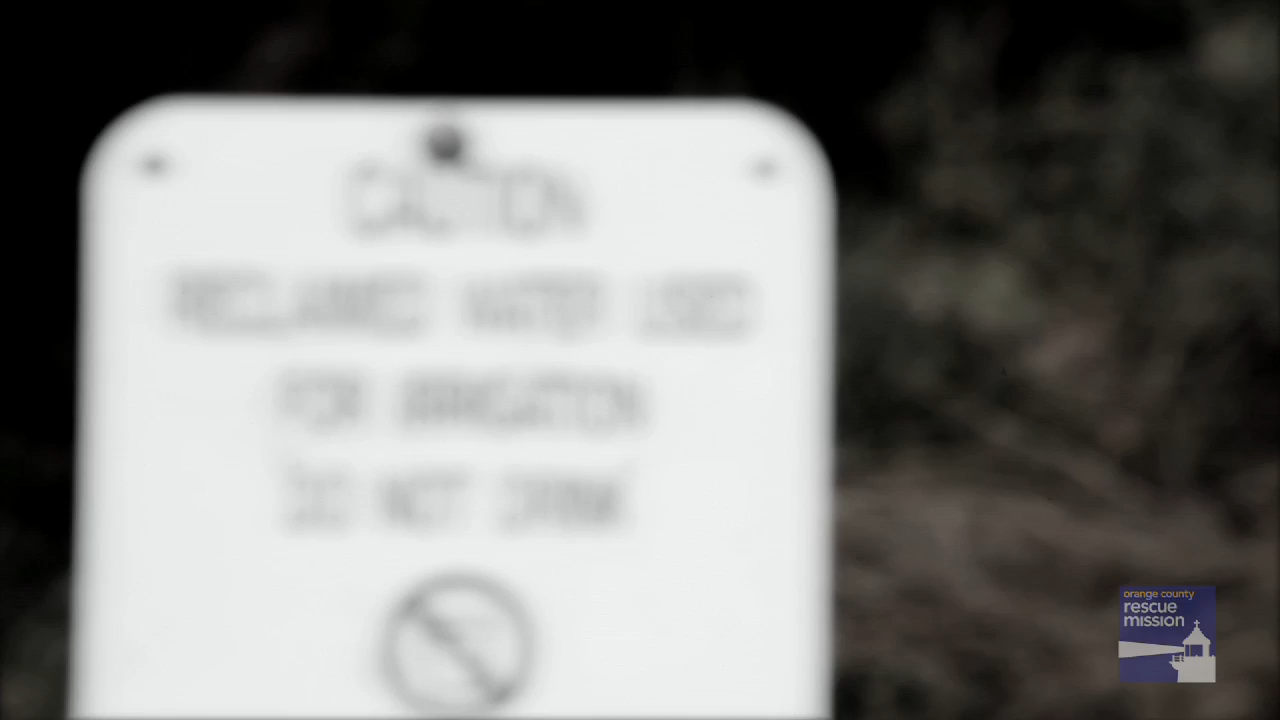 CAUTION
RECLAIMED WATER USED
FOR IRRIGATION
DO NOT DRINK
orange county
rescue
mission